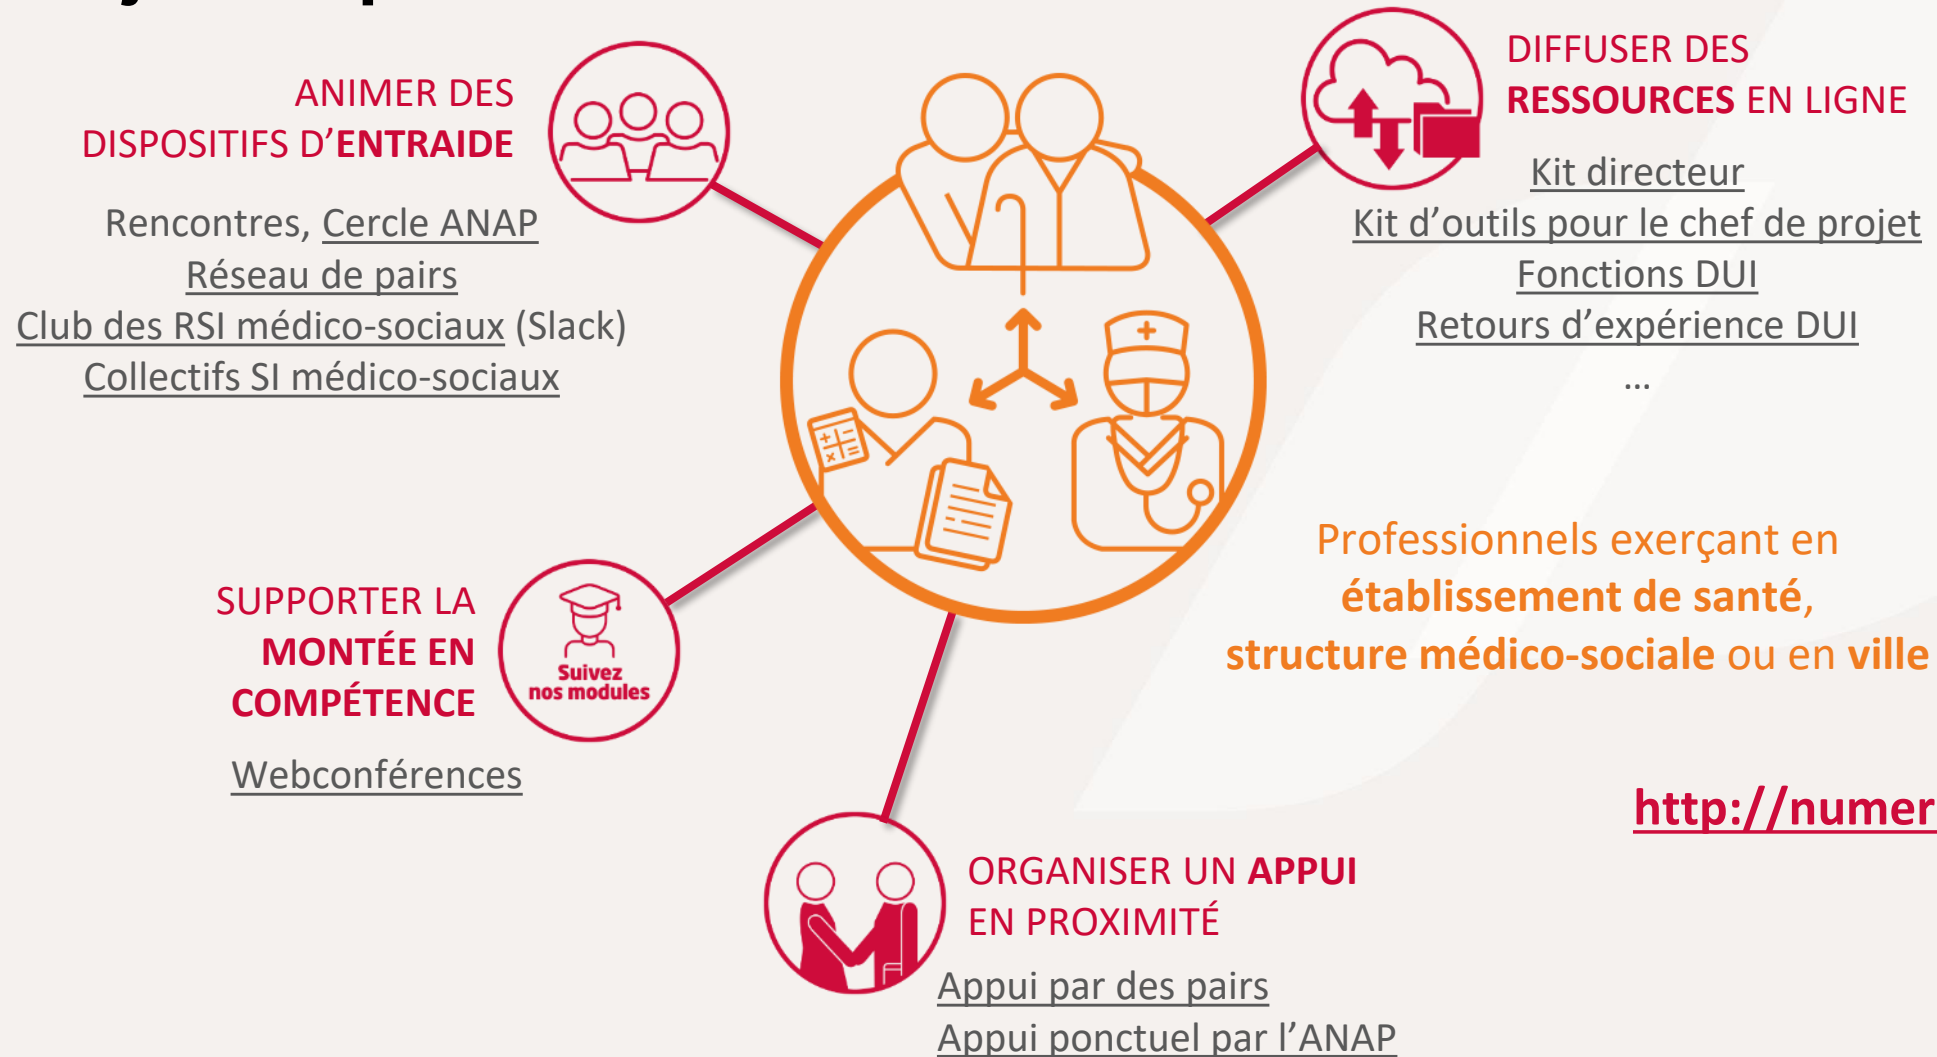 ANIMER DES
DISPOSITIFS D’ENTRAIDE
Rencontres, Cercle ANAP
Réseau de pairs
Club des RSI médico-sociaux (Slack)
Collectifs SI médico-sociaux
DIFFUSER DES
RESSOURCES EN LIGNE
Kit directeur
Kit d’outils pour le chef de projet
Fonctions DUI
Retours d’expérience DUI
...
Professionnels exerçant en
établissement de santé,
structure médico-sociale ou en ville
SUPPORTER LA
MONTÉE EN
COMPÉTENCE
Suivez
nos modules
Webconférences
http://numer
ORGANISER UN APPUI
EN PROXIMITÉ
Appui par des pairs
Appui ponctuel par l’ANAP